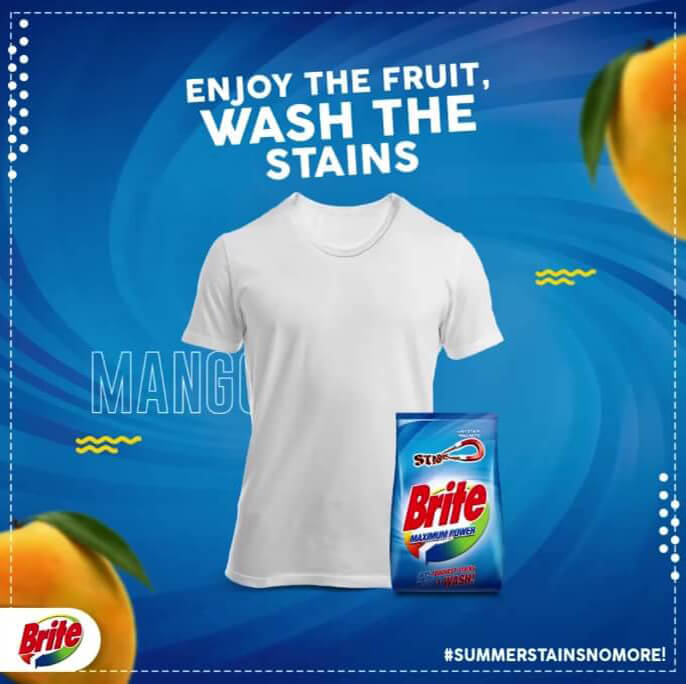 ENJOY THE FRUIT,
WASH THE
STAINS
MANGO
Brite
MAXIMUM POWER
WASH!
Brite
#SUMMERSTAINSNOMORE!